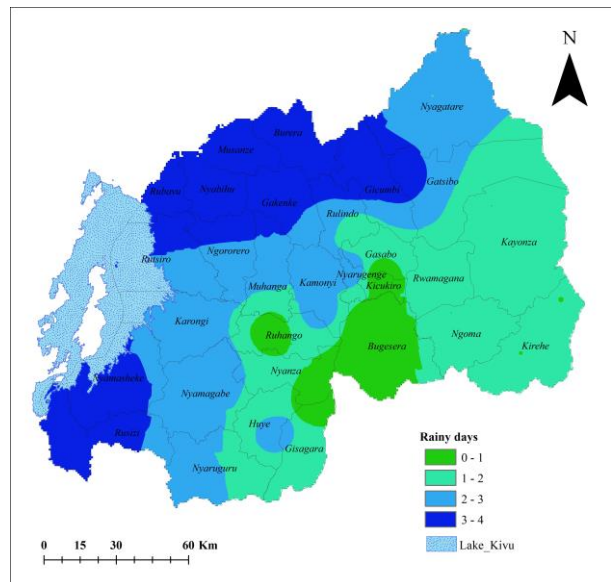 N
Nyagatare
Burera
Musanze
Rubavu
Nyabihu
Gicumbi
Gakenke
Gatsibo
Rulindo
Rutsiro
Ngororero
Gasabo
Kayonza
Nyarugenge
Muhanga
Kamonyi
Kicukiro
Rwamagana
Karongi
Ruhango
Bugesera
Ngoma
Kirehe
Nyanza
Nyamasheke
Nyamagabe
Huye
Rusizi
Gisagara
Nyaruguru
Rainy days
0 - 1
1 - 2
2 - 3
3 - 4
Lake_Kivu
0 15 30 60 Km